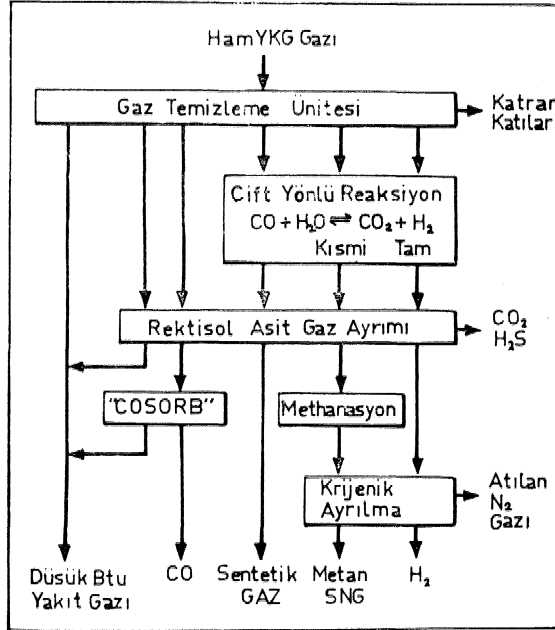 Ham YKG Gazı
Gaz Temizleme Ünitesi
Katran
Katılar
Cift Yönlü Reaksiyon
CO + H₂O ⇌ CO₂ + H₂
Kısmi Tam
Rektisol Asit Gaz Ayrımı
CO₂
H₂S
"COSORB"
Methanasyon
Krijenik
Ayrılma
Atılan
N₂
Gazı
Düsük Btu
Yakıt Gazı
CO
Sentetik
GAZ
Metan
SNG
H₂